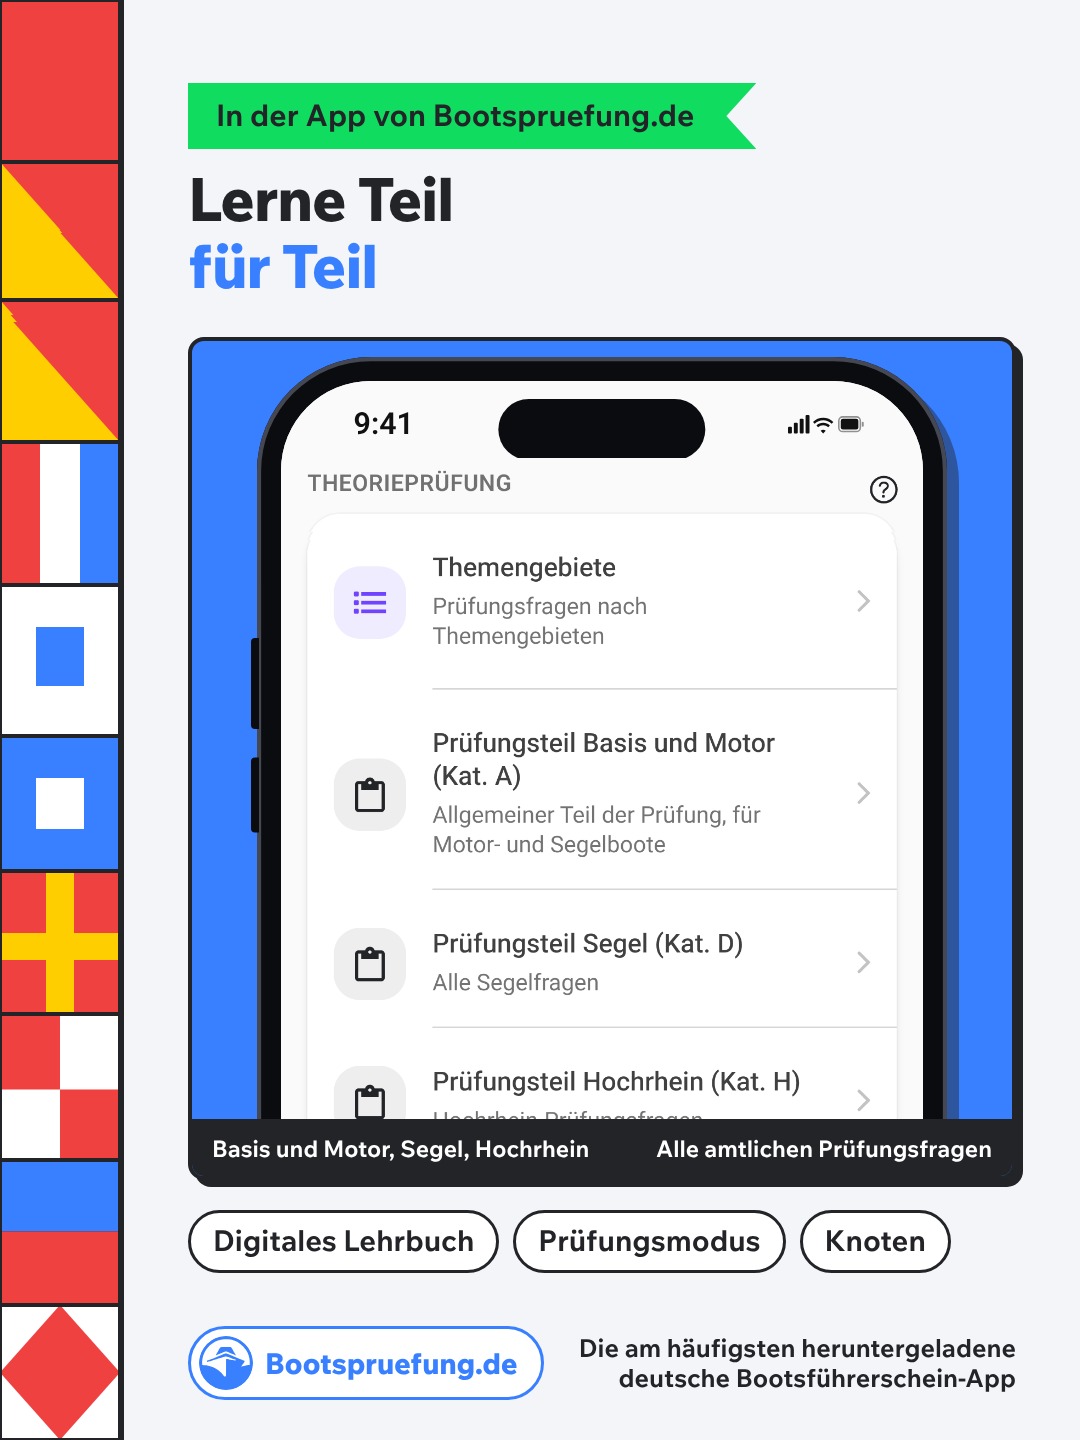 In der App von Bootspruefung.de
Lerne Teil
für Teil
9:41
THEORIEPRÜFUNG
Themengebiete
Prüfungsfragen nach
Themengebieten
Prüfungsteil Basis und Motor
(Kat. A)
Allgemeiner Teil der Prüfung, für
Motor- und Segelboote
Prüfungsteil Segel (Kat. D)
Alle Segelfragen
Prüfungsteil Hochrhein (Kat. H)
Hochrhein Prüfungsfragen
Basis und Motor, Segel, Hochrhein
Alle amtlichen Prüfungsfragen
Digitales Lehrbuch
Prüfungsmodus
Knoten
Bootspruefung.de
Die am häufigsten heruntergeladene
deutsche Bootsführerschein-App